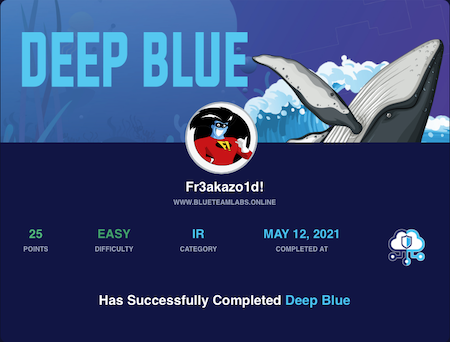 DEEP BLUE
Fr3akazo1d!
WWW.BLUETEAMLABS.ONLINE
25 EASY IR MAY 12, 2021
POINTS DIFFICULTY CATEGORY COMPLETED AT
Has Successfully Completed Deep Blue